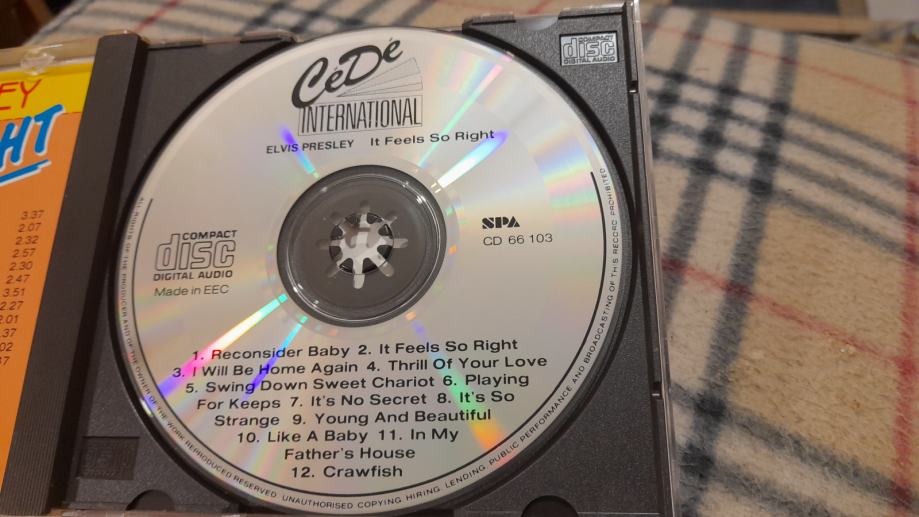 EY
HT
3.37
2.07
2.32
2.57
2.30
2.47
3.51
2.27
2.01
.37
02
37
CéDé
INTERNATIONAL
ELVIS PRESLEY It Feels So Right
COMPACT
disc
DIGITAL AUDIO
SPA
CD 66 103
COMPACT
disc
DIGITAL AUDIO
Made in EEC
1. Reconsider Baby 2. It Feels So Right
3. I Will Be Home Again 4. Thrill Of Your Love
5. Swing Down Sweet Chariot 6. Playing
For Keeps 7. It's No Secret 8. It's So
Strange 9. Young And Beautiful
10. Like A Baby 11. In My
Father's House
12. Crawfish
ALL RIGHTS OF THE PRODUCER AND OF THE OWNER OF THE WORK REPRODUCED RESERVED. UNAUTHORISED COPYING HIRING, LENDING, PUBLIC PERFORMANCE AND BROADCASTING OF THIS RECORD PROHIBITED